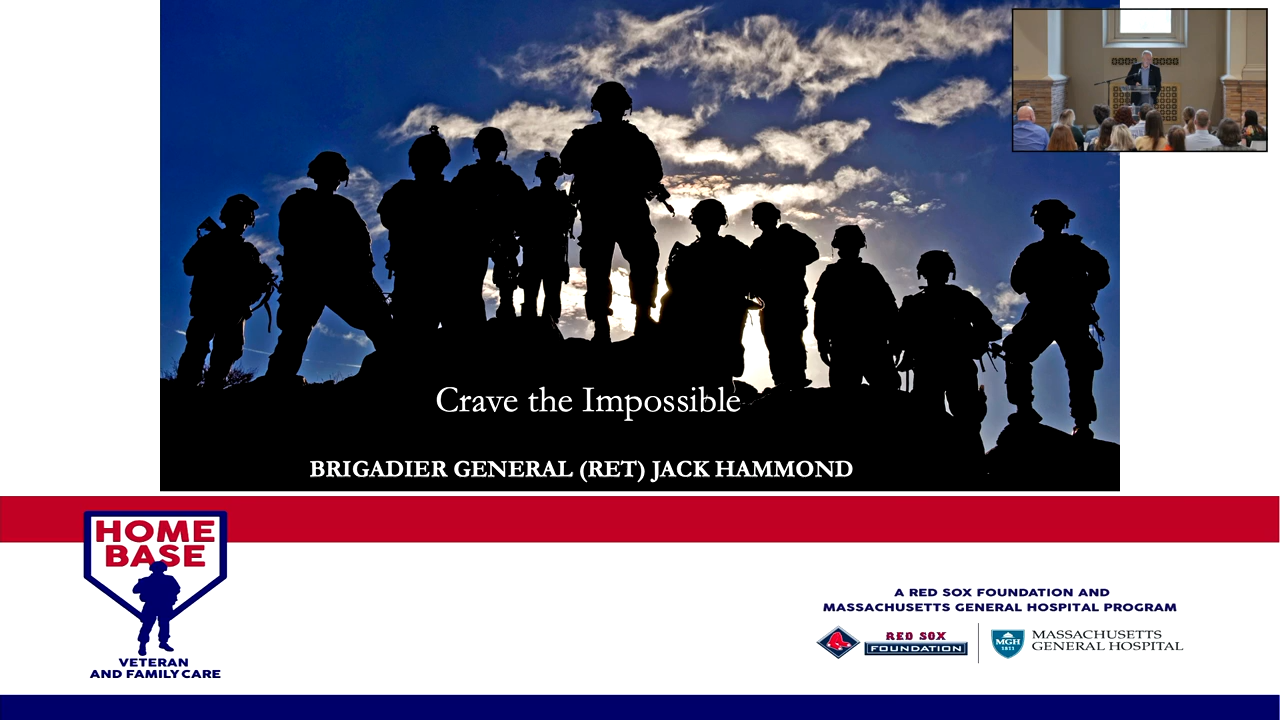 Crave the Impossible
BRIGADIER GENERAL (RET) JACK HAMMOND
HOME
BASE
VETERAN
AND FAMILY CARE
A RED SOX FOUNDATION AND
MASSACHUSETTS GENERAL HOSPITAL PROGRAM
RED SOX
FOUNDATION
MGH
1811
MASSACHUSETTS
GENERAL HOSPITAL